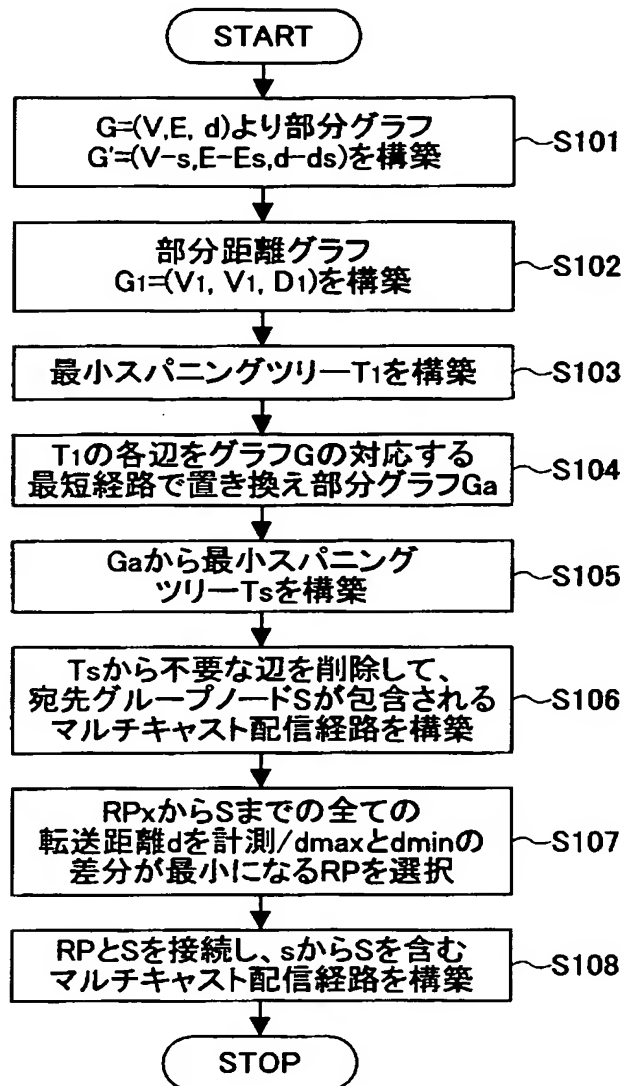 START
G=(V,E, d)より部分グラフ
G'=(V-s,E-Es,d-ds)を構築
S101
部分距離グラフ
G1=(V1, V1, D1)を構築
S102
最小スパニングツリーT1を構築
S103
T1の各辺をグラフGの対応する
最短経路で置き換え部分グラフGa
S104
Gaから最小スパニング
ツリーTsを構築
S105
Tsから不要な辺を削除して、
宛先グループノードSが包含される
マルチキャスト配信経路を構築
S106
RPxからSまでの全ての
転送距離dを計測/dmaxとdminの
差分が最小になるRPを選択
S107
RPとSを接続し、sからSを含む
マルチキャスト配信経路を構築
S108
STOP